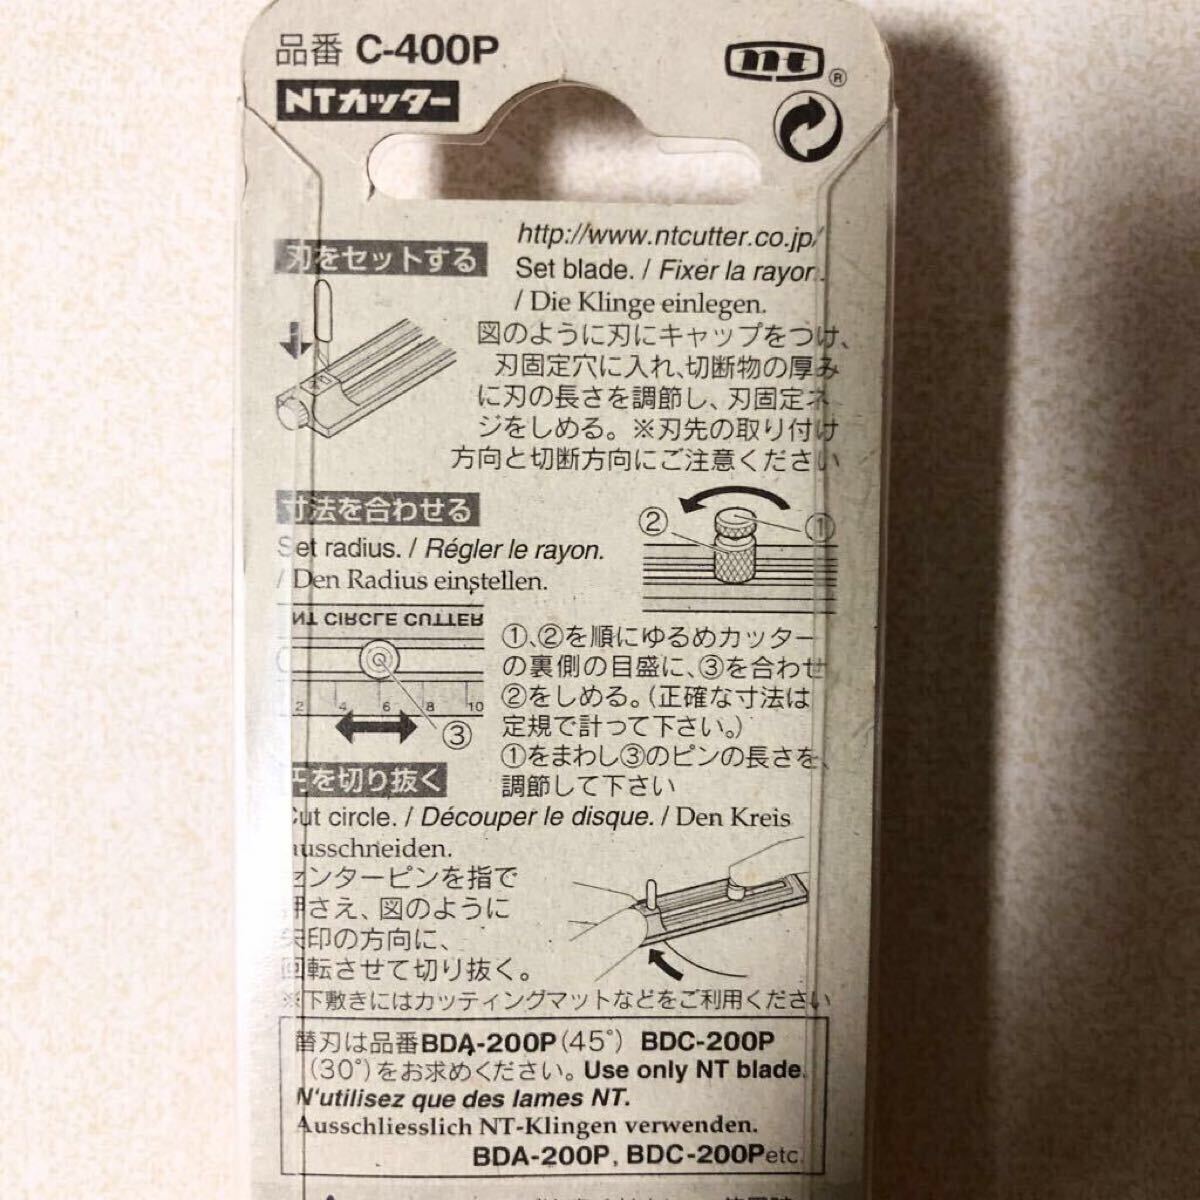 品番 C-400P
nt ®
NTカッター
http://www.ntcutter.co.jp/
刃をセットする
Set blade. / Fixer la rayon.
/ Die Klinge einlegen.
図のように刃にキャップをつけ、
刃固定穴に入れ、切断物の厚み
に刃の長さを調節し、刃固定ネ
ジをしめる。※刃先の取り付け
方向と切断方向にご注意ください
寸法を合わせる
Set radius. / Régler le rayon.
/ Den Radius einstellen.
② ①
NT CIRCLE CUTTER
2 4 6 8 10
③
①、②を順にゆるめカッター
の裏側の目盛に、③を合わせ
②をしめる。(正確な寸法は
定規で計って下さい。)
①をまわし③のピンの長さを、
調節して下さい
円を切り抜く
Cut circle. / Découper le disque. / Den Kreis
ausschneiden.
センターピンを指で
押さえ、図のように
矢印の方向に、
回転させて切り抜く。
※下敷きにはカッティングマットなどをご利用ください
替刃は品番BDA-200P(45°) BDC-200P
(30°)をお求めください。Use only NT blade.
N'utilisez que des lames NT.
Ausschliesslich NT-Klingen verwenden.
BDA-200P, BDC-200Petc.